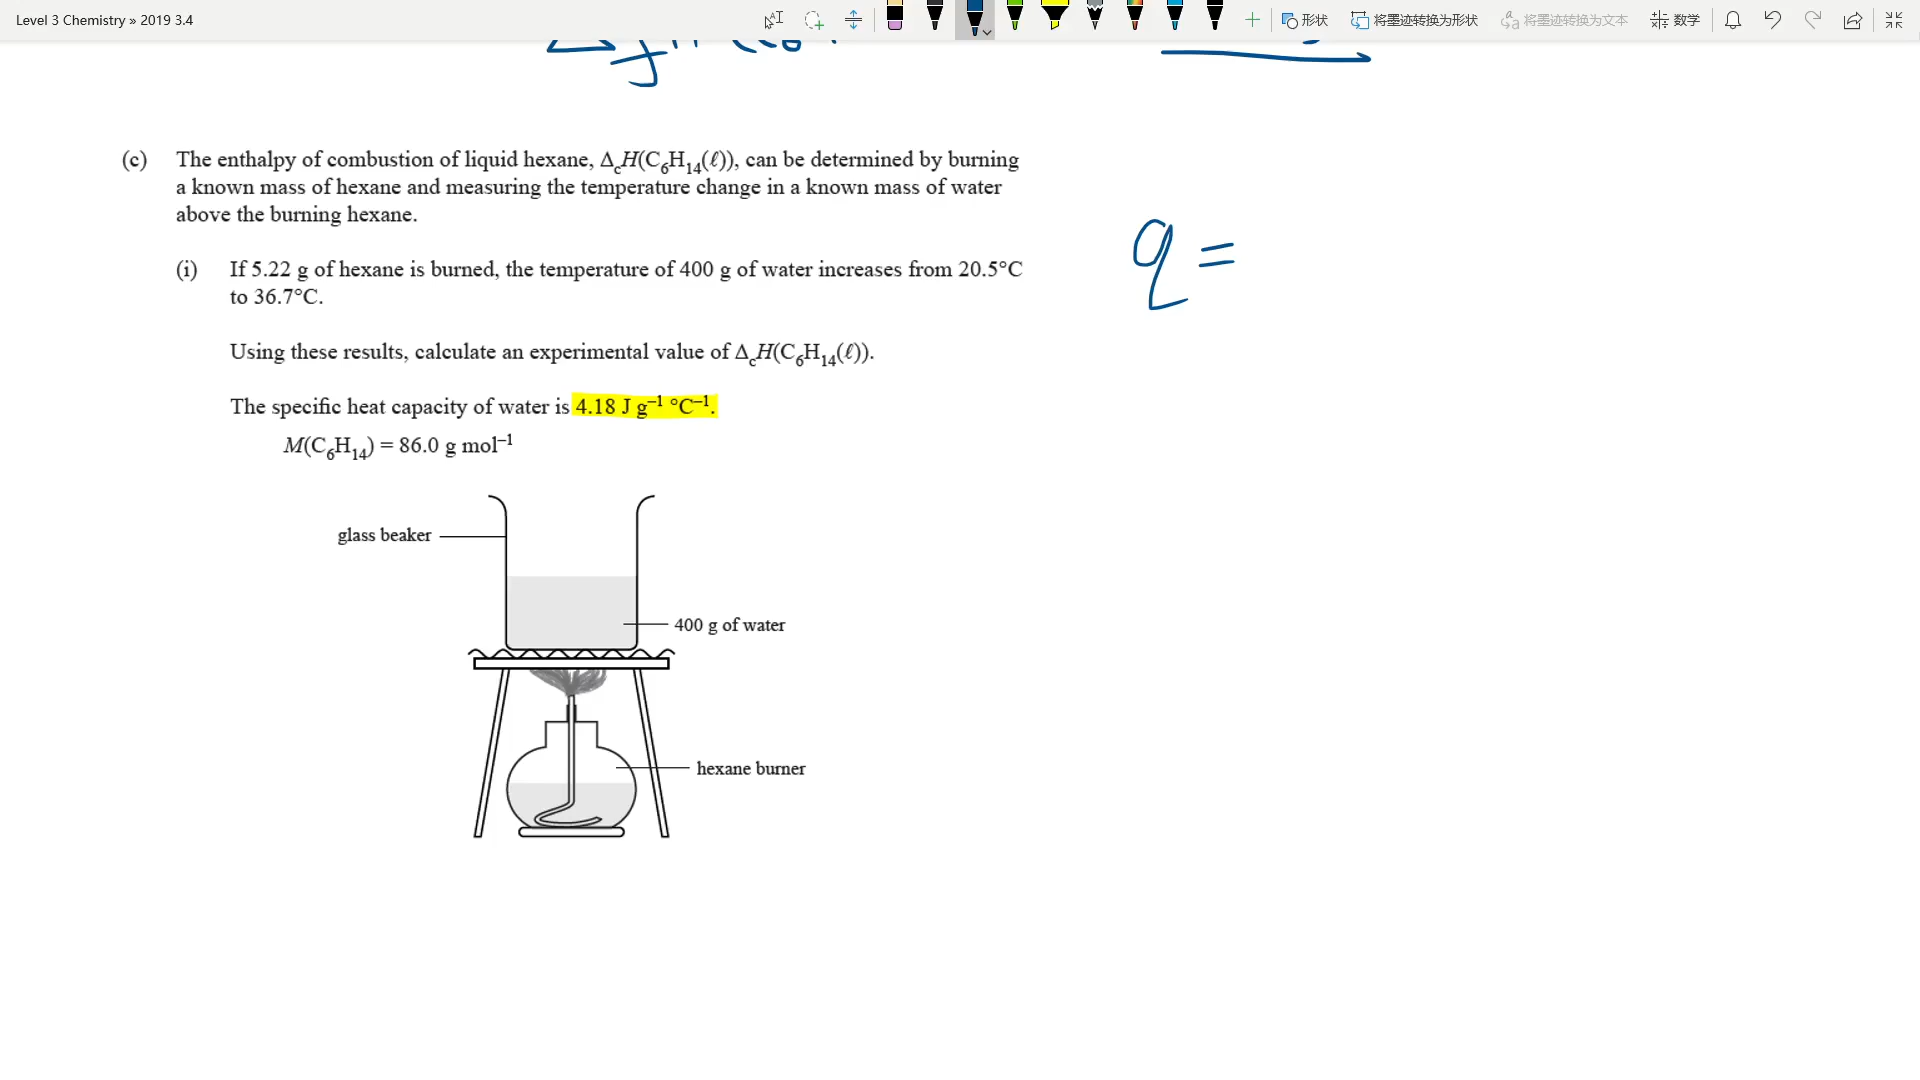 Level 3 Chemistry » 2019 3.4
形状
将墨迹转换为形状
将墨迹转换为文本
数学
(c) The enthalpy of combustion of liquid hexane, ΔcH(C₆H₁₄(ℓ)), can be determined by burning
a known mass of hexane and measuring the temperature change in a known mass of water
above the burning hexane.
(i) If 5.22 g of hexane is burned, the temperature of 400 g of water increases from 20.5°C
to 36.7°C.
Using these results, calculate an experimental value of ΔcH(C₆H₁₄(ℓ)).
The specific heat capacity of water is 4.18 J g⁻¹ °C⁻¹.
M(C₆H₁₄) = 86.0 g mol⁻¹
q =
glass beaker
400 g of water
hexane burner